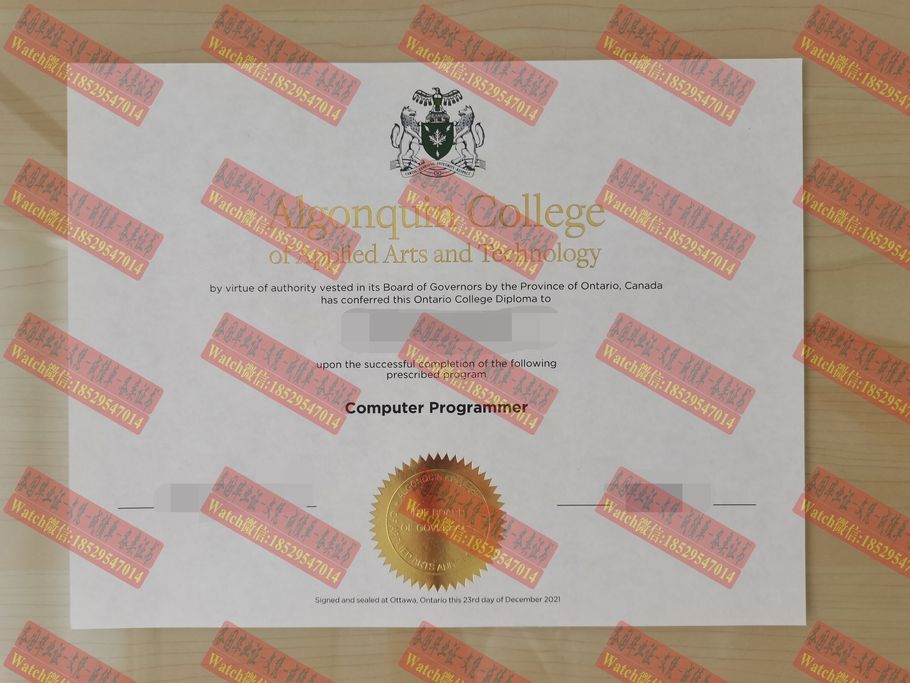 Algonquin College
of Applied Arts and Technology
by virtue of authority vested in its Board of Governors by the Province of Ontario, Canada
has conferred this Ontario College Diploma to
upon the successful completion of the following
prescribed program
Computer Programmer
Signed and sealed at Ottawa, Ontario this 23rd day of December 2021
Watch微信:18529547014